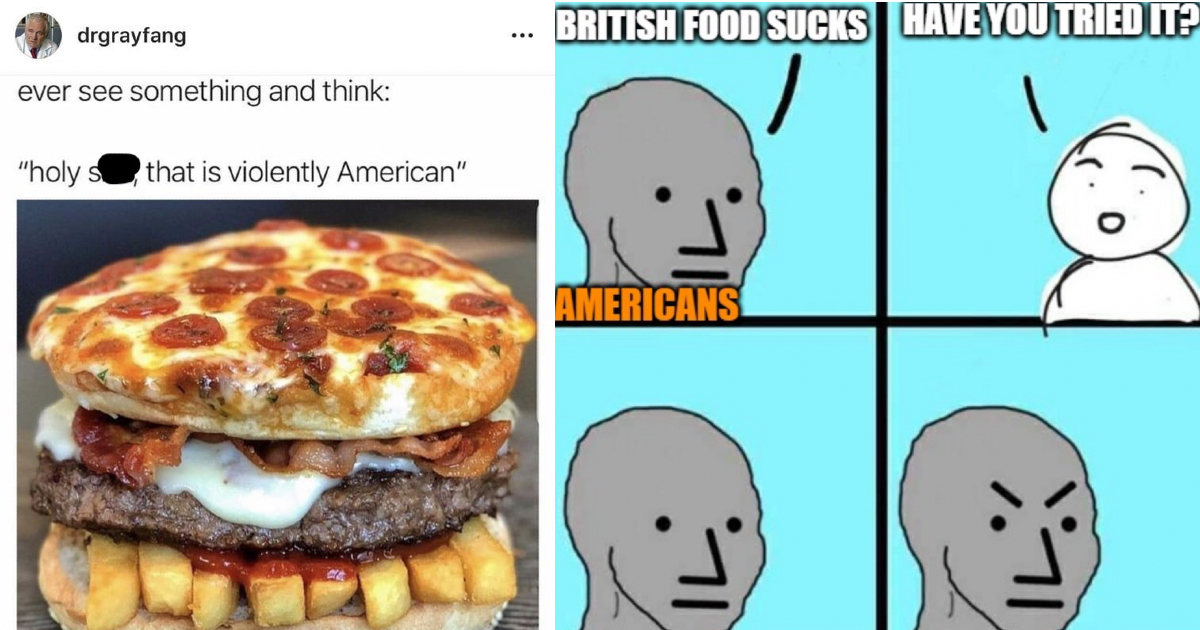 drgrayfang
ever see something and think:
"holy s, that is violently American"
BRITISH FOOD SUCKS
HAVE YOU TRIED IT?
AMERICANS